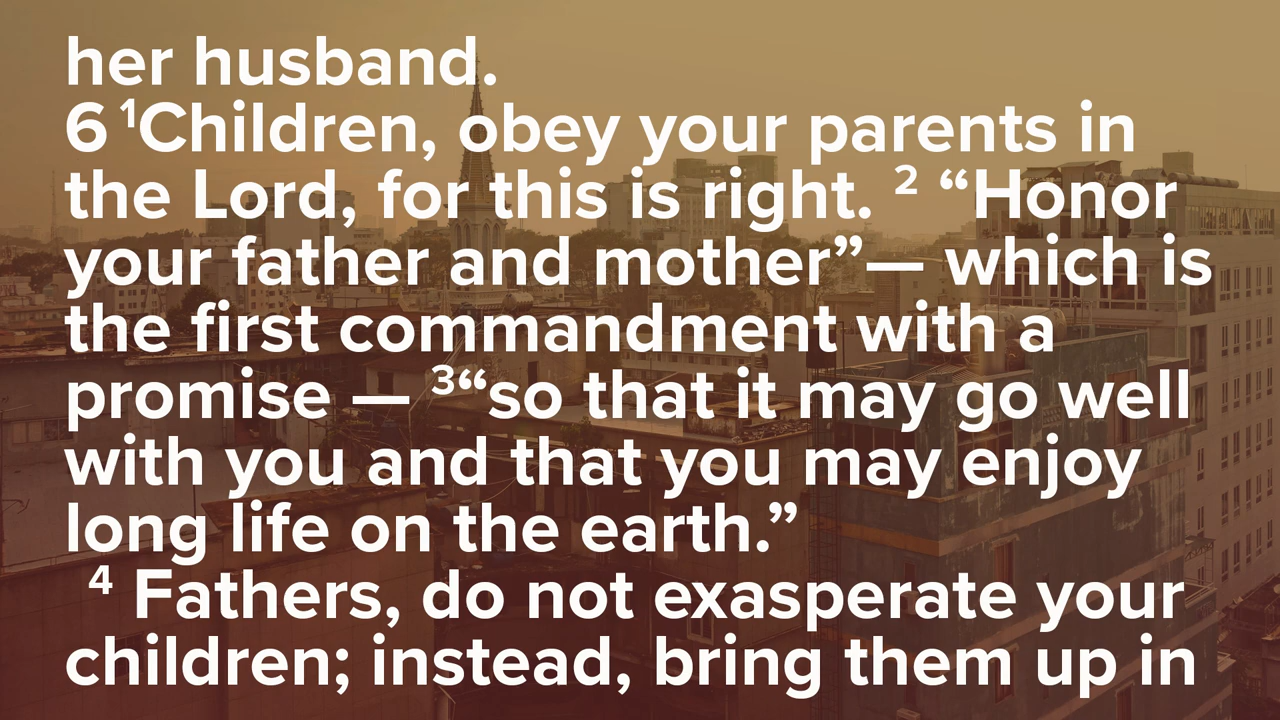 her husband.
6 ¹Children, obey your parents in
the Lord, for this is right. ² “Honor
your father and mother”— which is
the first commandment with a
promise — ³“so that it may go well
with you and that you may enjoy
long life on the earth.”
⁴ Fathers, do not exasperate your
children; instead, bring them up in